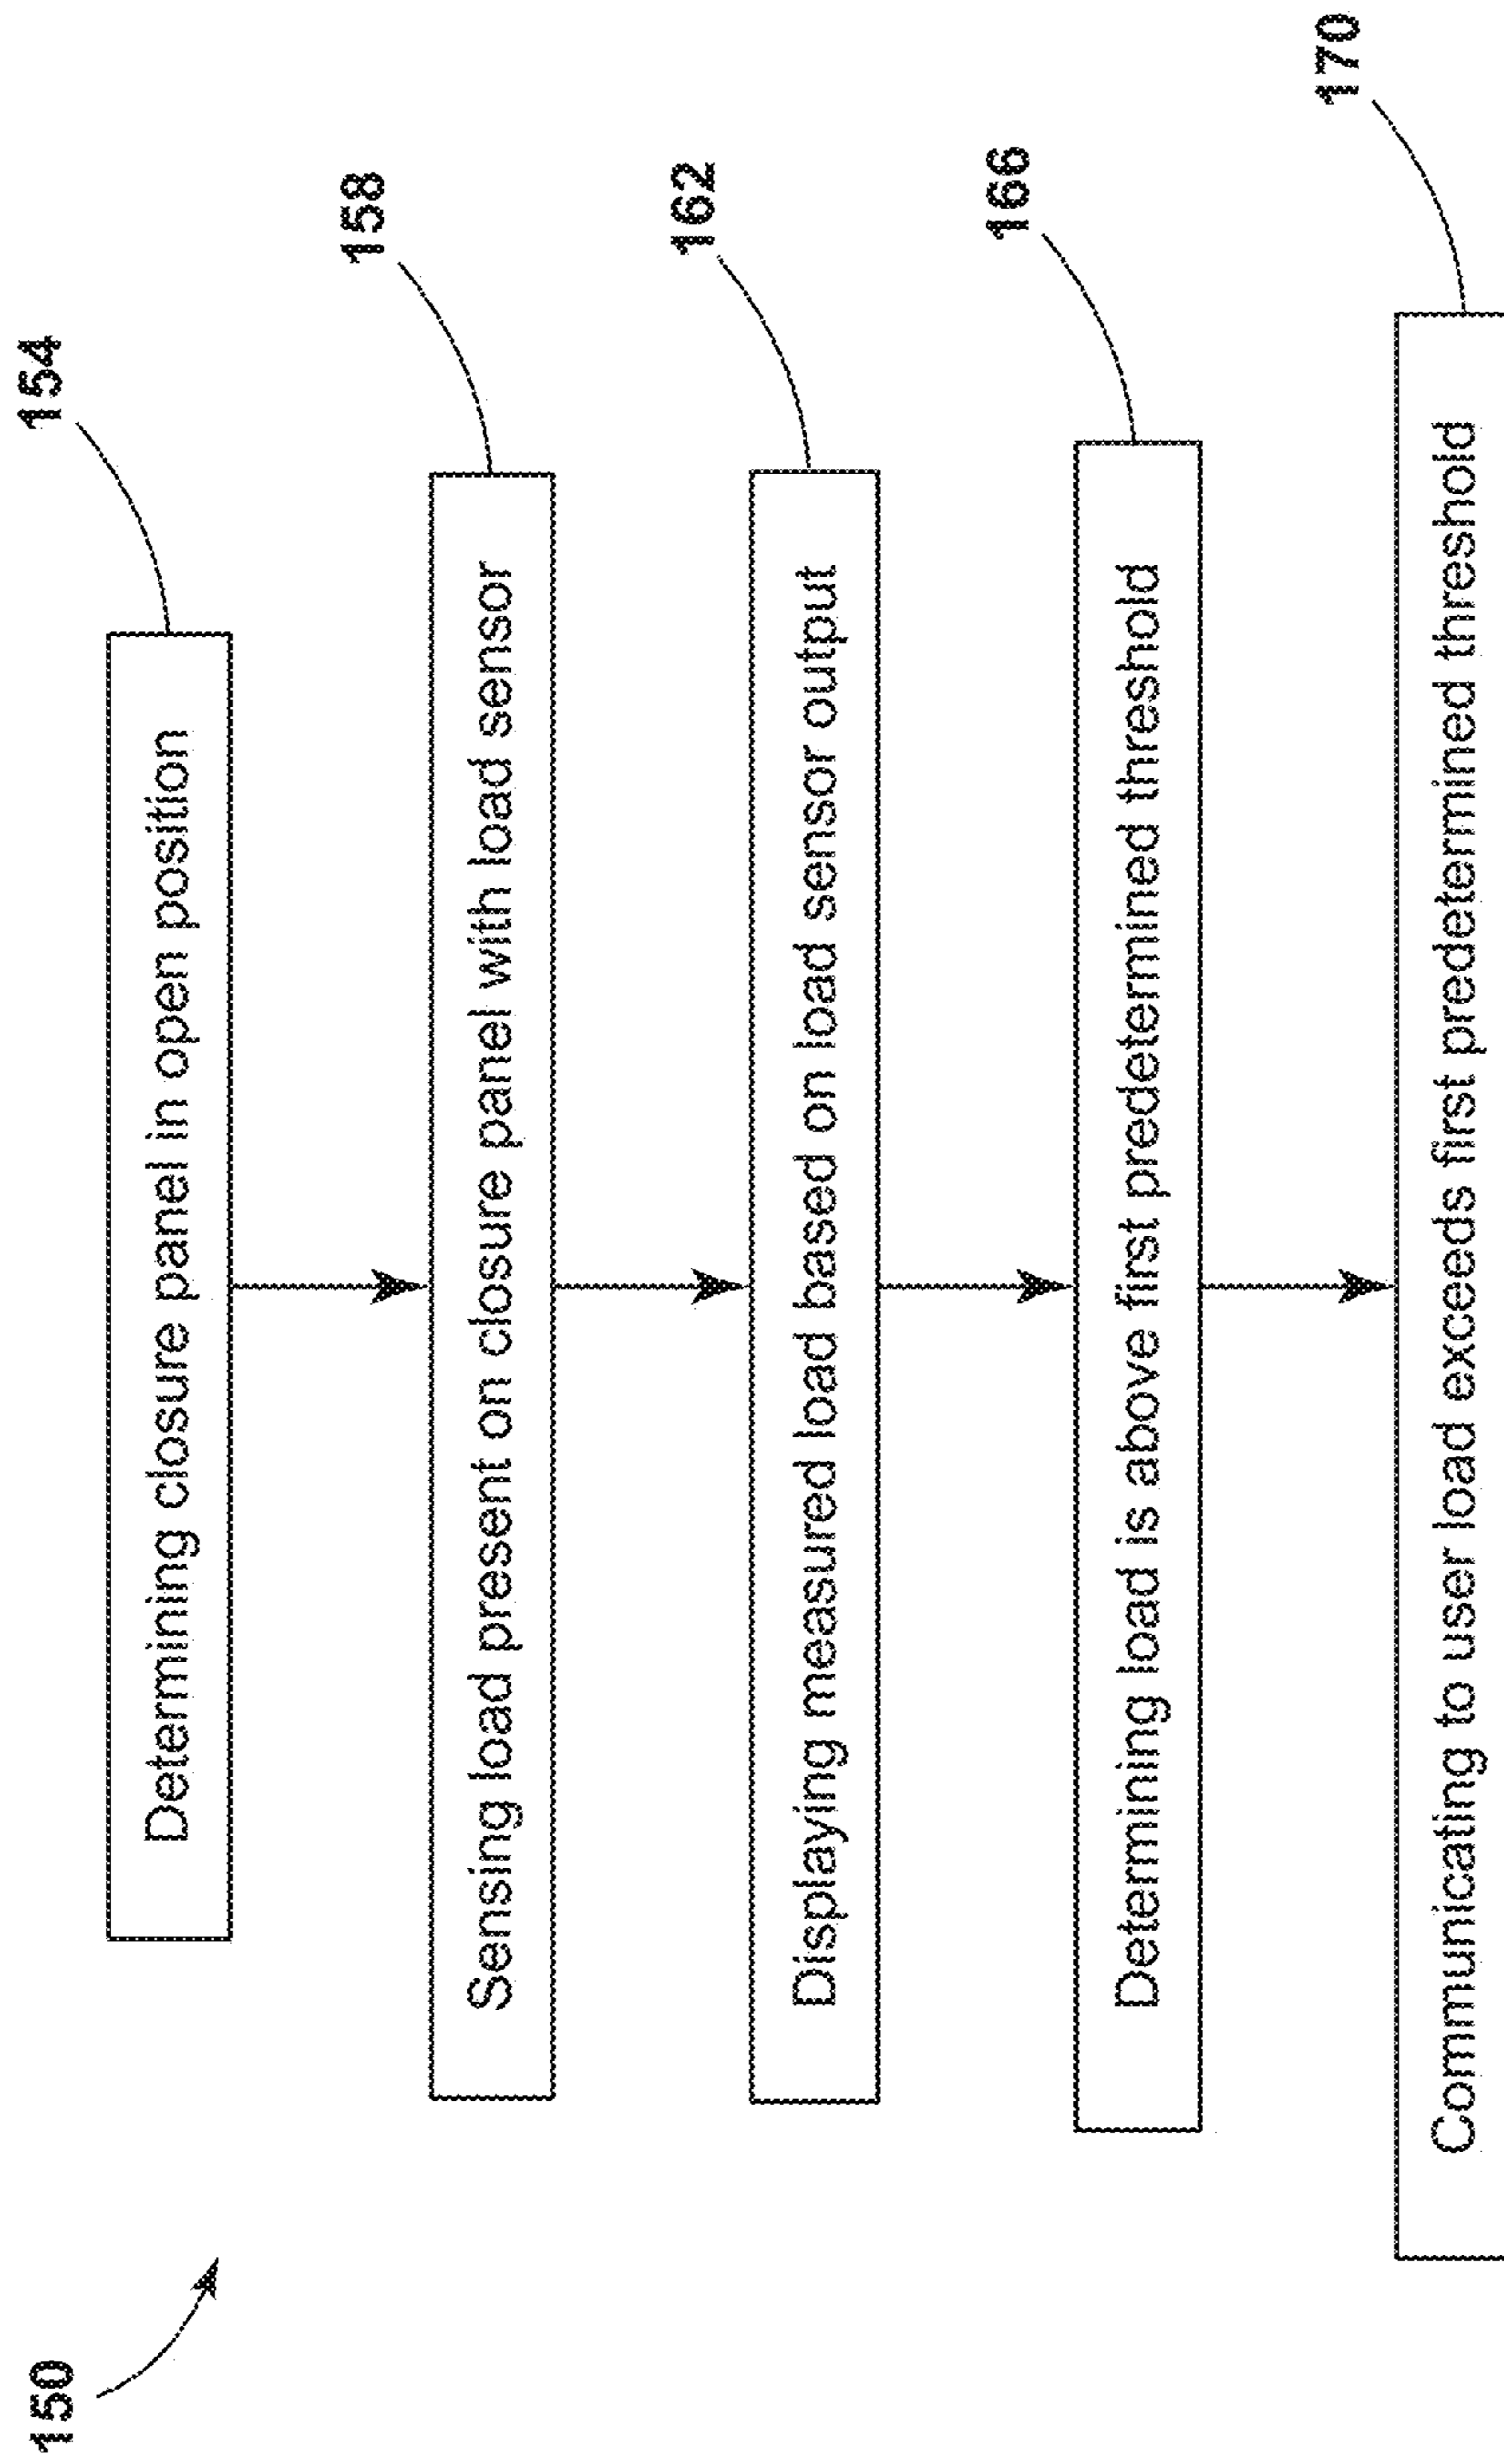 150
154
Determining closure panel in open position
158
Sensing load present on closure panel with load sensor
162
Displaying measured load based on load sensor output
166
Determining load is above first predetermined threshold
170
Communicating to user load exceeds first predetermined threshold